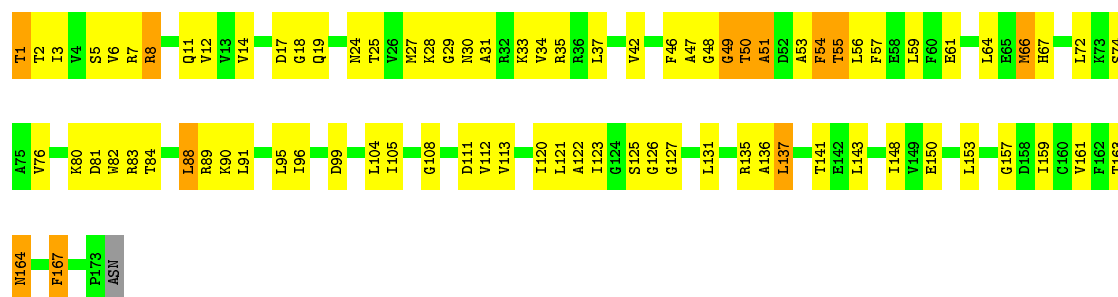 T1 T2 I3 V4 S5 V6 R7 R8 Q11 V12 V13 V14 D17 G18 Q19 N24 T25 V26 M27 K28 G29 N30 A31 R32 K33 V34 R35 R36 L37 V42 F46 A47 G48 G49 T50 A51 D52 A53 F54 T55 L56 F57 E58 L59 F60 E61 L64 E65 M66 H67 L72 K73 S74
A75 V76 K80 D81 W82 R83 T84 L88 R89 K90 L91 L95 I96 D99 L104 I105 G108 D111 V112 V113 I120 L121 A122 I123 G124 S125 G126 G127 L131 R135 A136 L137 T141 E142 L143 I148 V149 E150 L153 G157 D158 I159 C160 V161 F162 T163
N164 F167 P173 ASN